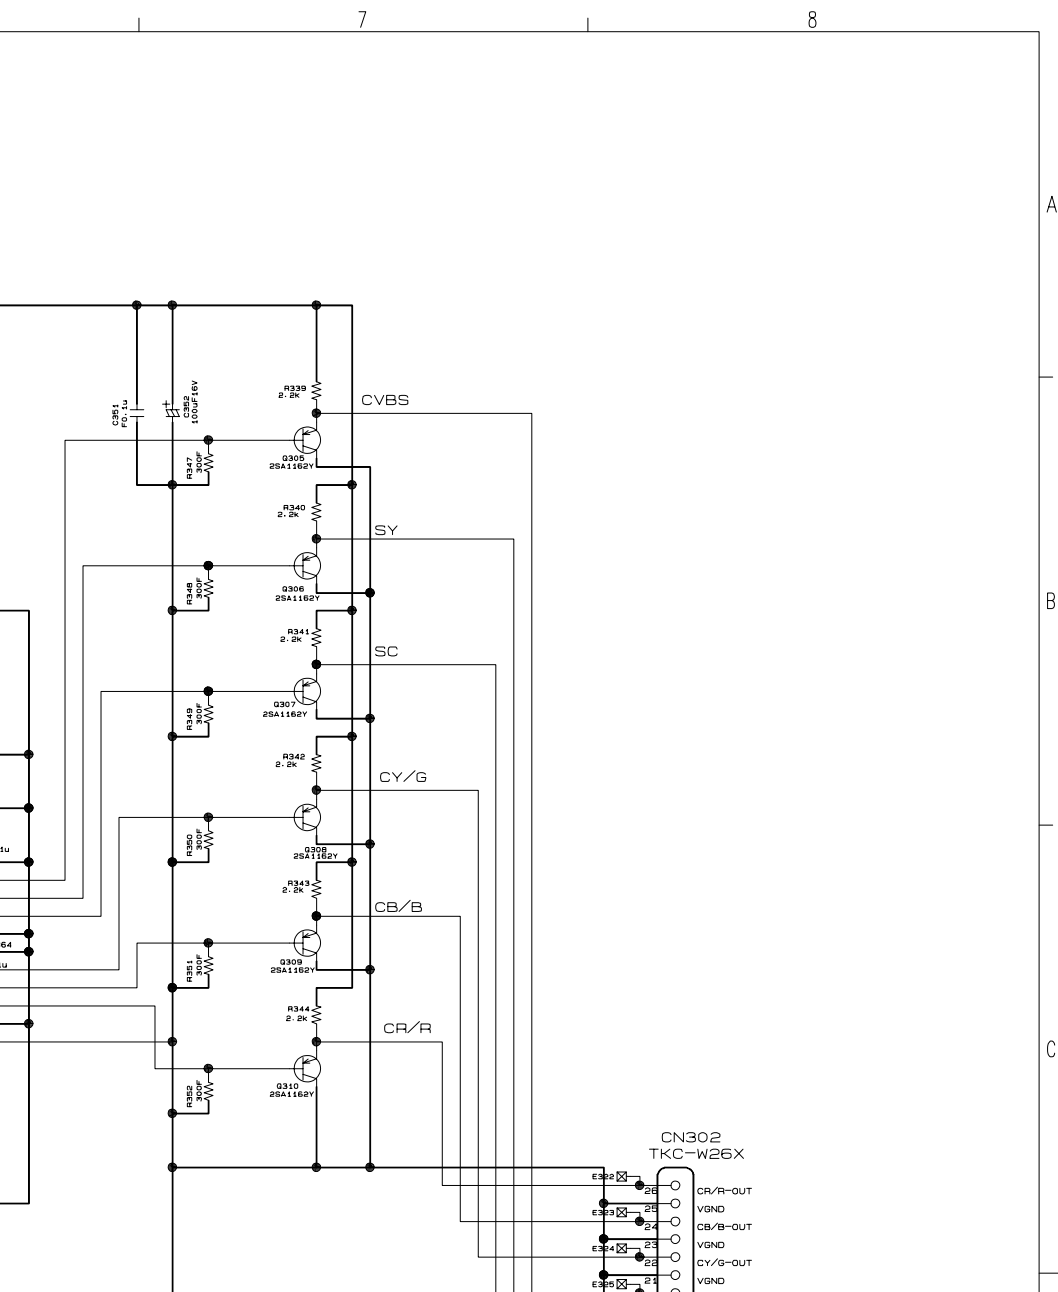 7
8
A
R339
2.2k
CVBS
C351
F0.1u
C352
100uF16V
+
R347
300F
Q305
2SA1162Y
R340
2.2k
SY
R348
300F
Q306
2SA1162Y
B
R341
2.2k
SC
R349
300F
Q307
2SA1162Y
R342
2.2k
CY/G
R350
300F
Q308
2SA1162Y
1u
R343
2.2k
CB/B
64
R351
300F
Q309
2SA1162Y
R344
2.2k
CR/R
C
R352
300F
Q310
2SA1162Y
CN302
TKC-W26X
E322
26
CR/R-OUT
25
VGND
E323
24
CB/B-OUT
23
VGND
E324
22
CY/G-OUT
21
VGND
E325